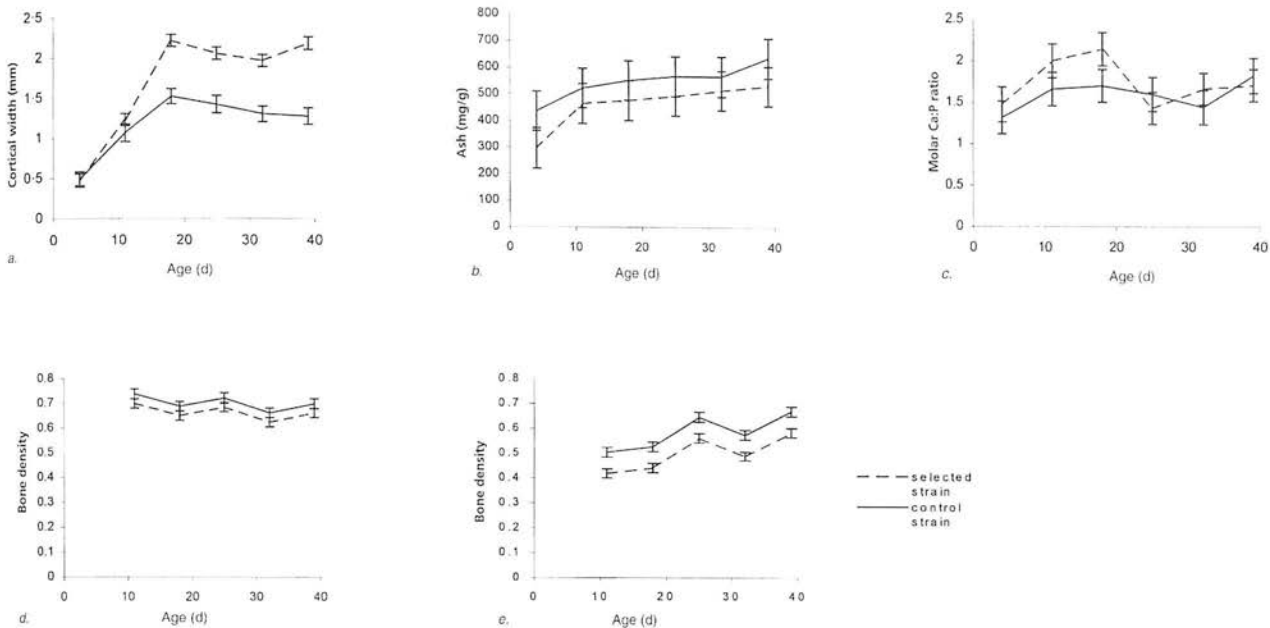 2·5
2
1·5
1
0·5
0
Cortical width (mm)
0 10 20 30 40
Age (d)
a.
800
700
600
500
400
300
200
100
0
Ash (mg/g)
0 10 20 30 40
Age (d)
b.
2.5
2
1.5
1
0.5
0
Molar Ca:P ratio
0 10 20 30 40
Age (d)
c.
0.8
0.7
0.6
0.5
0.4
0.3
0.2
0.1
0
Bone density
0 10 20 30 40
Age (d)
d.
0.8
0.7
0.6
0.5
0.4
0.3
0.2
0.1
0
Bone density
0 10 20 30 40
Age (d)
e.
selected
strain
control
strain